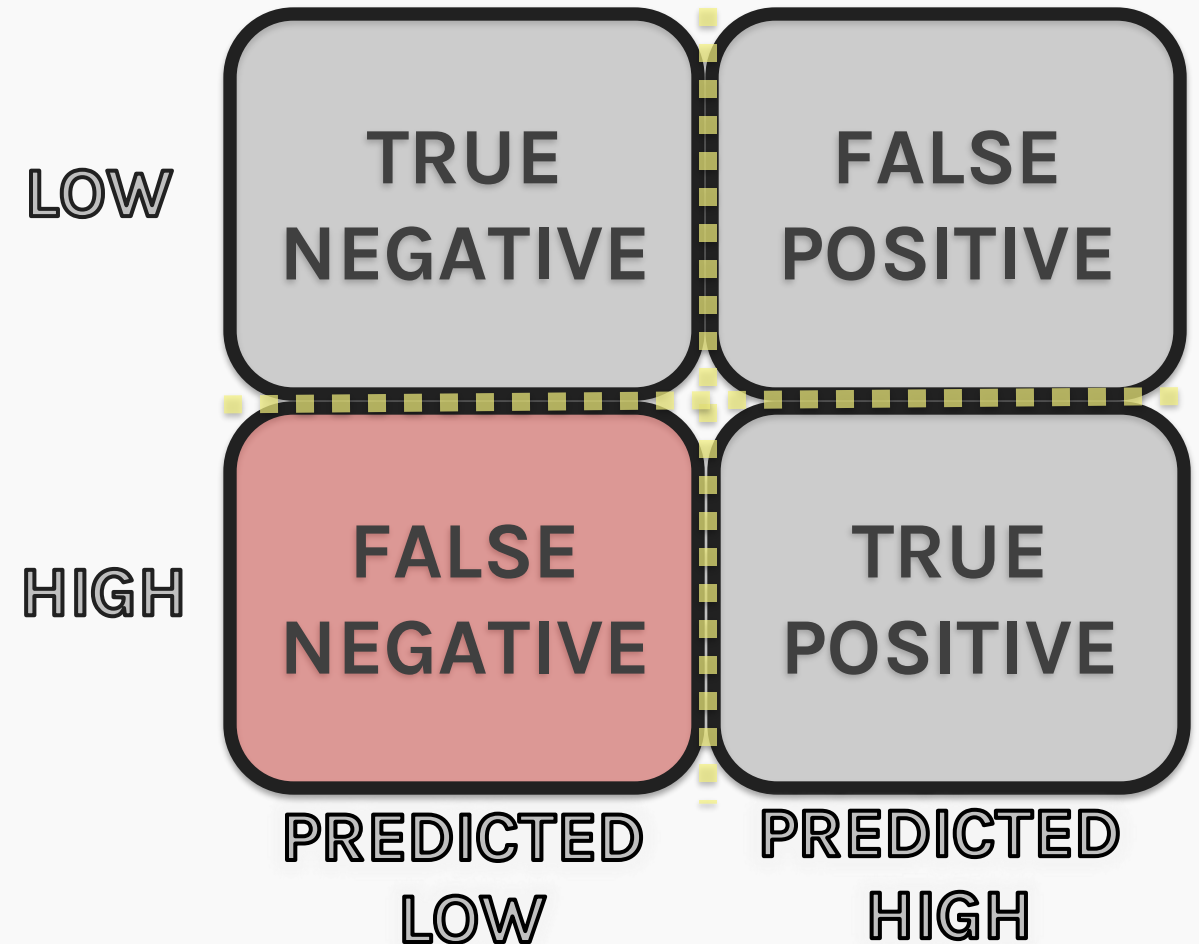 LOW
TRUE
NEGATIVE
FALSE
POSITIVE
HIGH
FALSE
NEGATIVE
TRUE
POSITIVE
PREDICTED
LOW
PREDICTED
HIGH